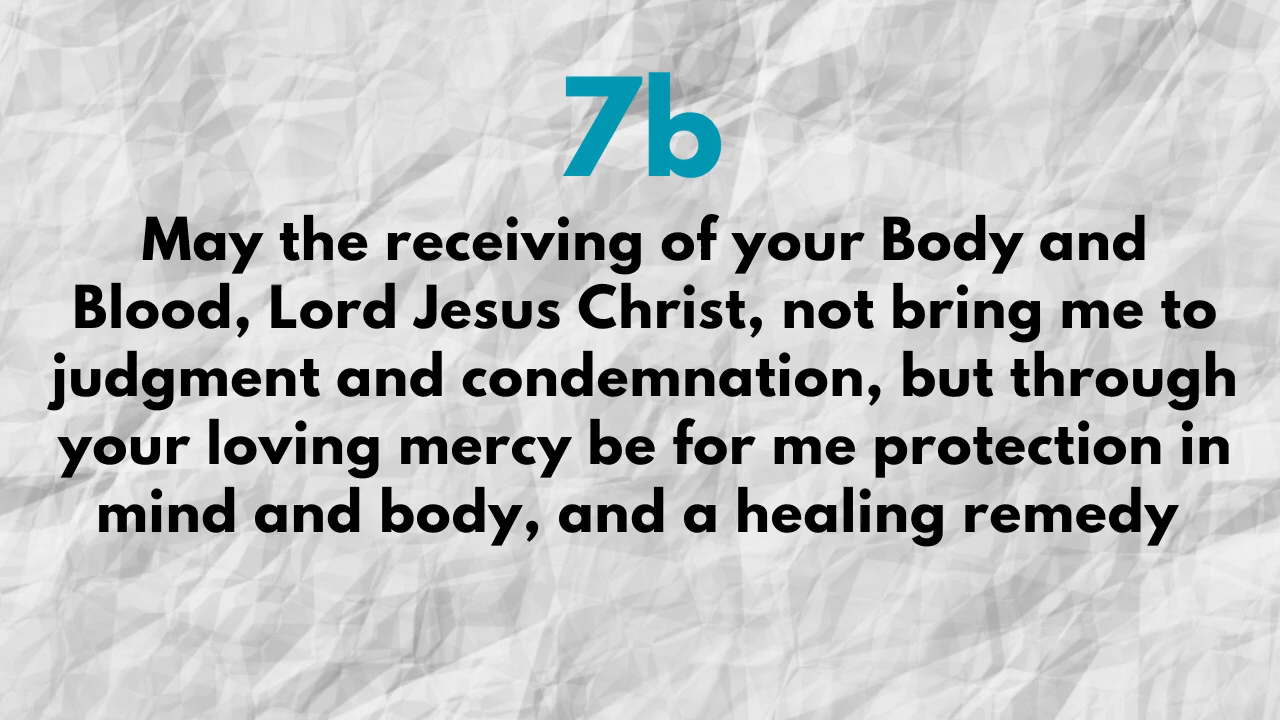 7b
May the receiving of your Body and
Blood, Lord Jesus Christ, not bring me to
judgment and condemnation, but through
your loving mercy be for me protection in
mind and body, and a healing remedy